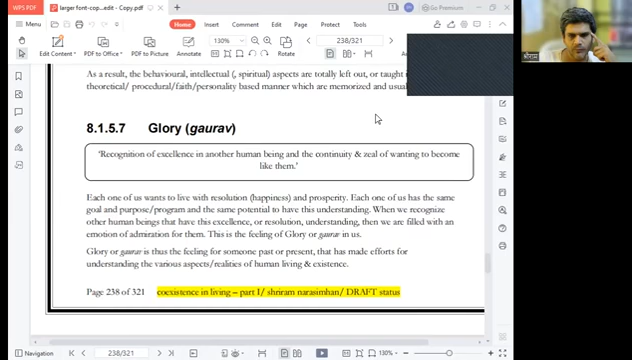 WPS PDF
larger font-cop...edit - Copy.PDF
Go Premium
Menu
Home
Edit
Page
Protect
Tools
Edit Content
PDF to Office
PDF to Picture
Annotate
130%
Rotate
238/321
श्रीराम
As a result, the behavioural, intellectual (, spiritual) aspects are totally left out, or taught i
theoretical/ procedural/faith/personality based manner which are memorized and usual
8.1.5.7 Glory (gaurav)
'Recognition of excellence in another human being and the continuity & zeal of wanting to become
like them.'
Each one of us wants to live with resolution (happiness) and prosperity. Each one of us has the same
goal and purpose/program and the same potential to have this understanding. When we recognize
other human beings that have this excellence, or resolution, understanding, then we are filled with an
emotion of admiration for them. This is the feeling of Glory or gaurav in us.
Glory or gaurav is thus the feeling for someone past or present, that has made efforts for
understanding the various aspects/realities of human living & existence.
Page 238 of 321 coexistence in living – part I/ shriram narasimhan/ DRAFT status
Navigation
238/321
130%